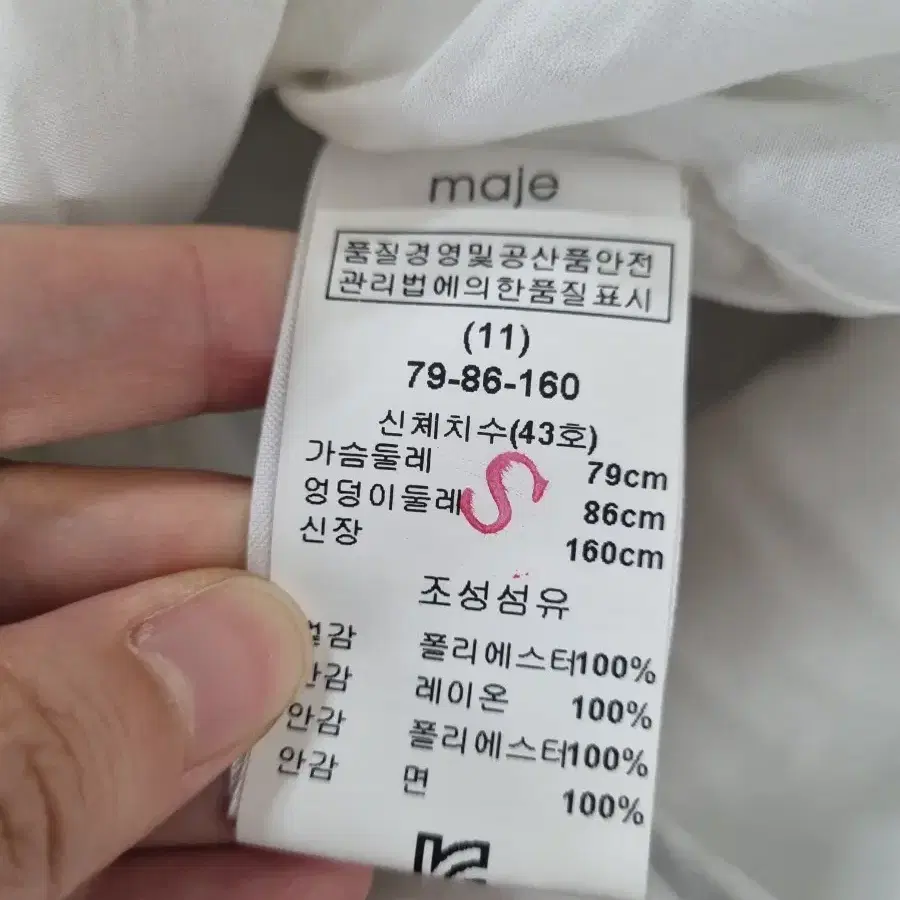 maje
품질경영및공산품안전
관리법에의한품질표시
(11)
79-86-160
신체치수(43호)
가슴둘레 79cm
엉덩이둘레 86cm
S
신장 160cm
조성섬유
겉감 폴리에스터100%
안감 레이온 100%
안감 폴리에스터100%
안감 면 100%